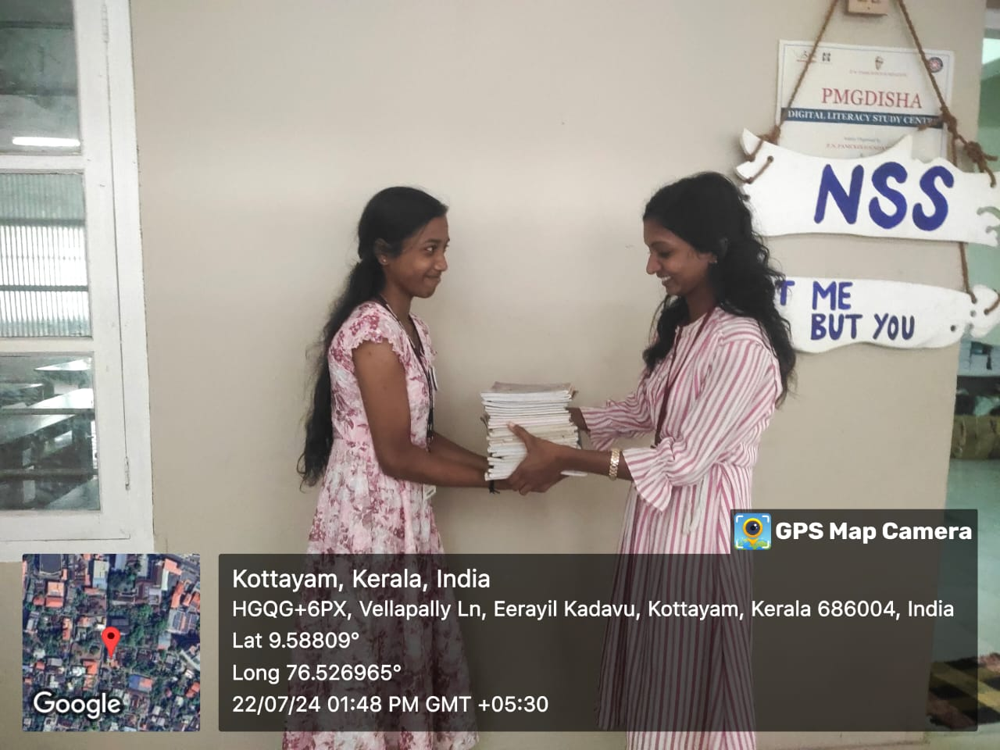 PMGDISHA
DIGITAL LITERACY STUDY CENTRE
P.N. PANICKER FOUNDATION
NSS
ME
BUT YOU
GPS Map Camera
Kottayam, Kerala, India
HGQG+6PX, Vellapally Ln, Eerayil Kadavu, Kottayam, Kerala 686004, India
Lat 9.58809°
Long 76.526965°
22/07/24 01:48 PM GMT +05:30
Google